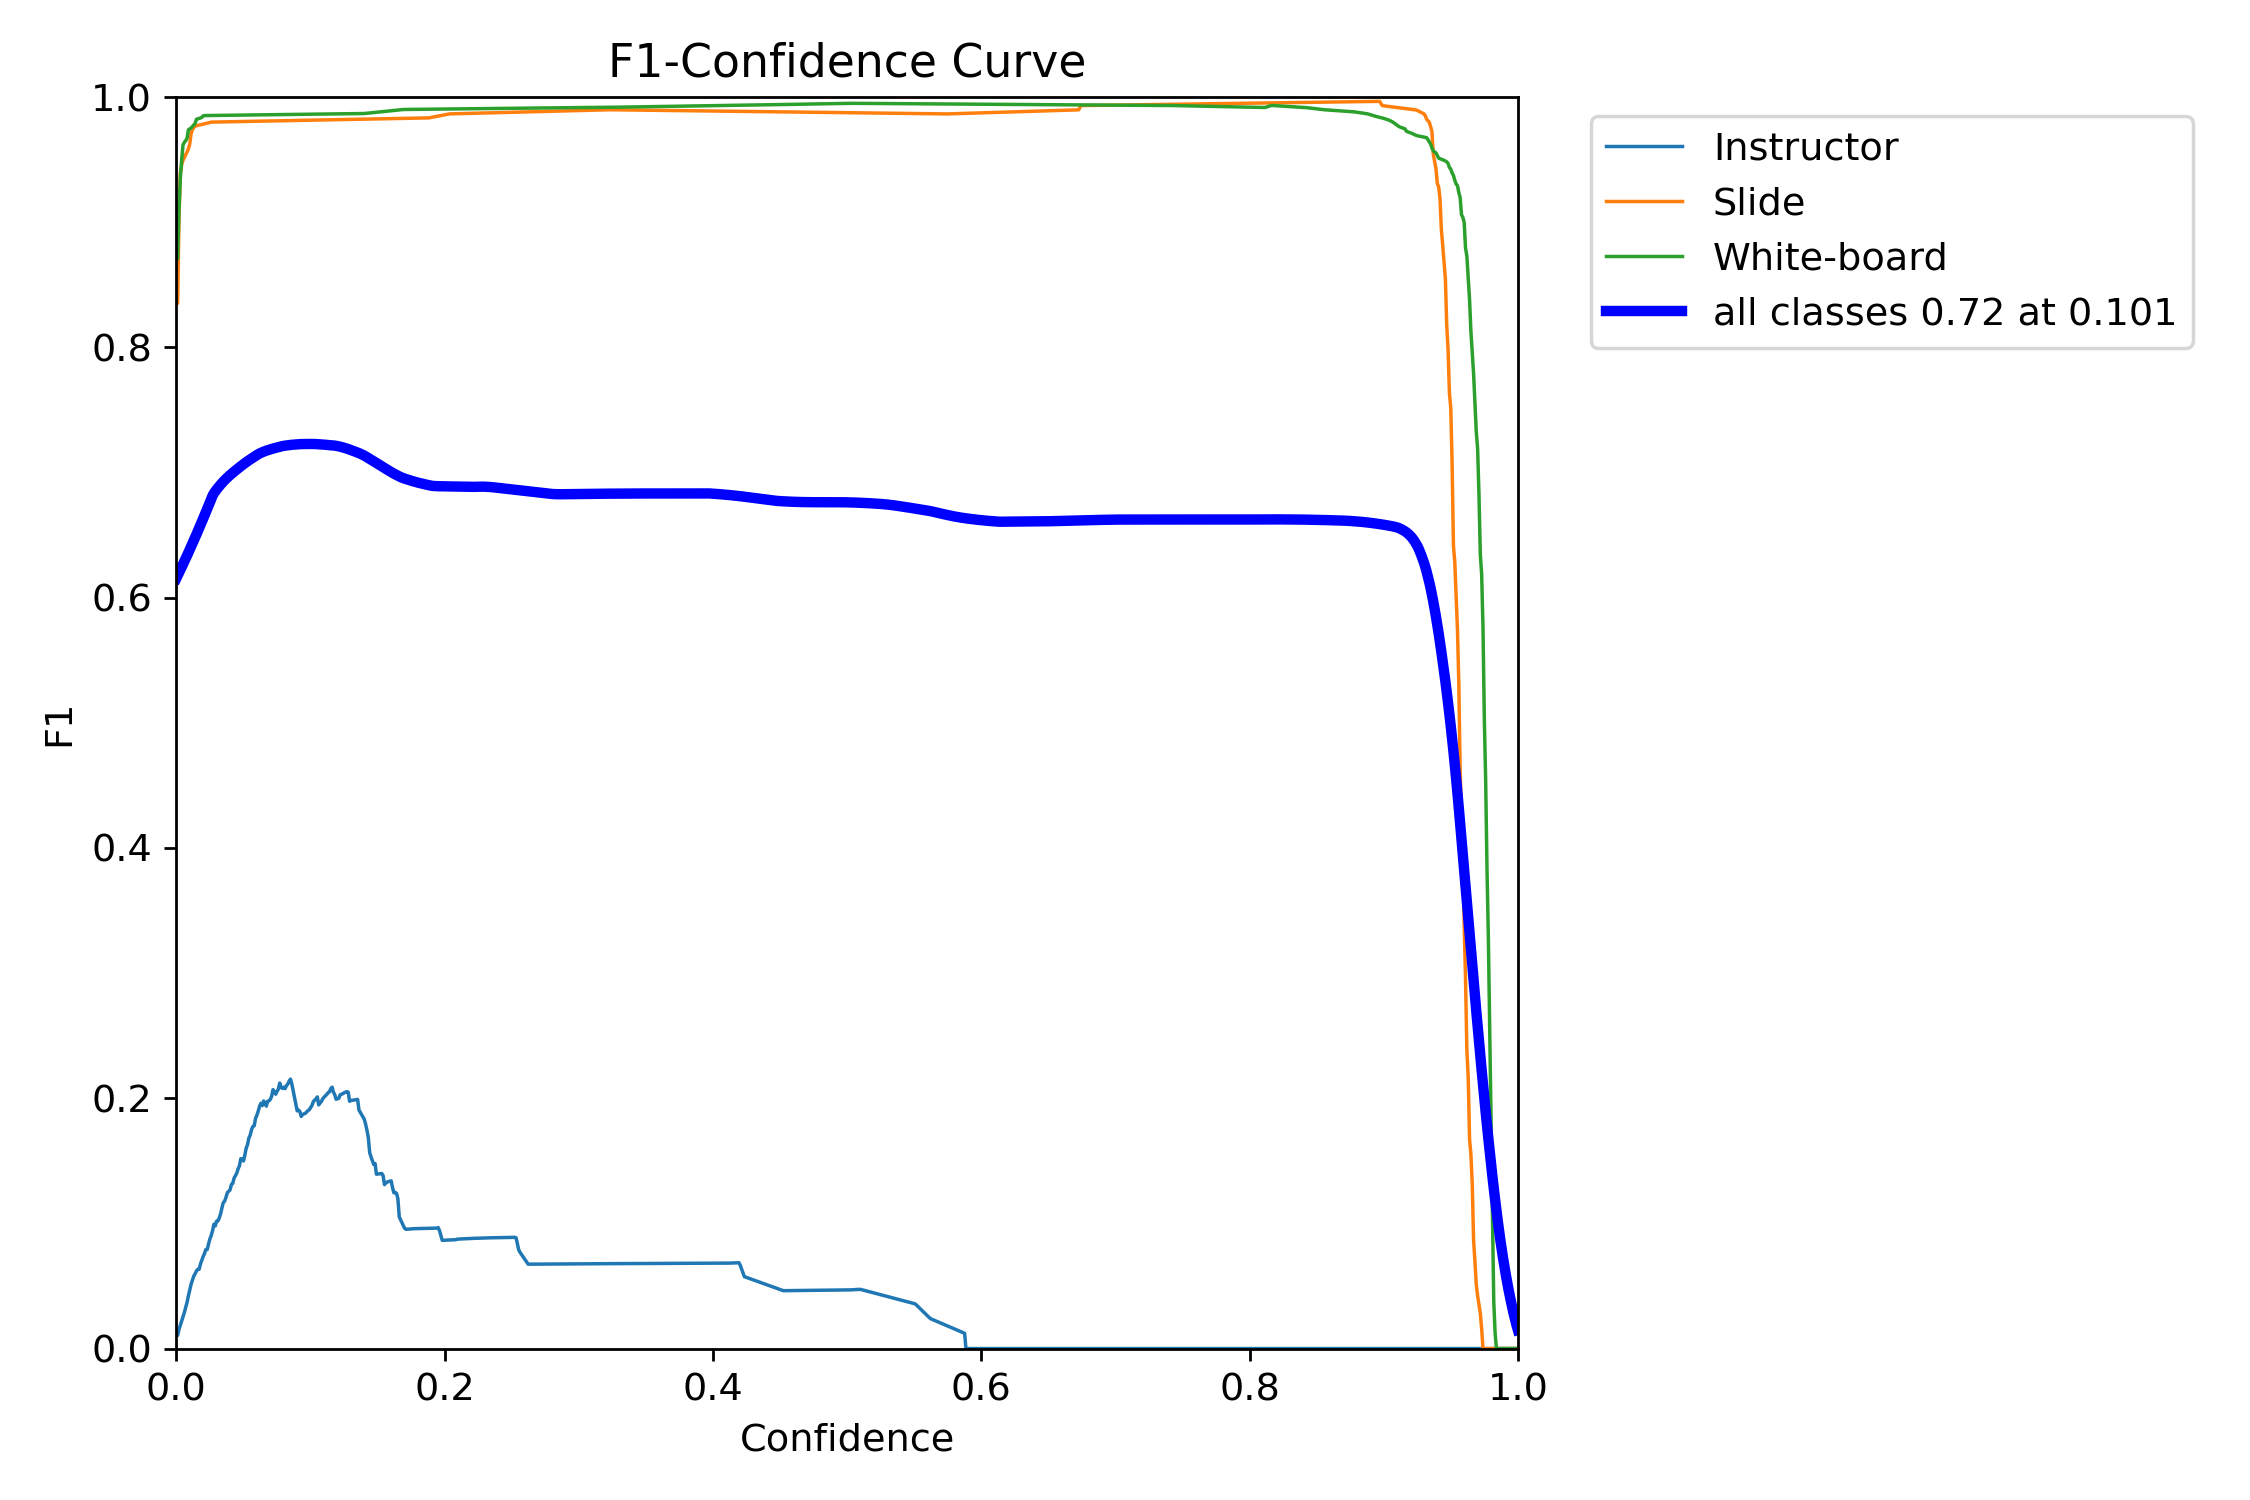 F1-Confidence Curve
1.0
0.8
0.6
0.4
0.2
0.0
F1
0.0 0.2 0.4 0.6 0.8 1.0
Confidence
Instructor
Slide
White-board
all classes 0.72 at 0.101